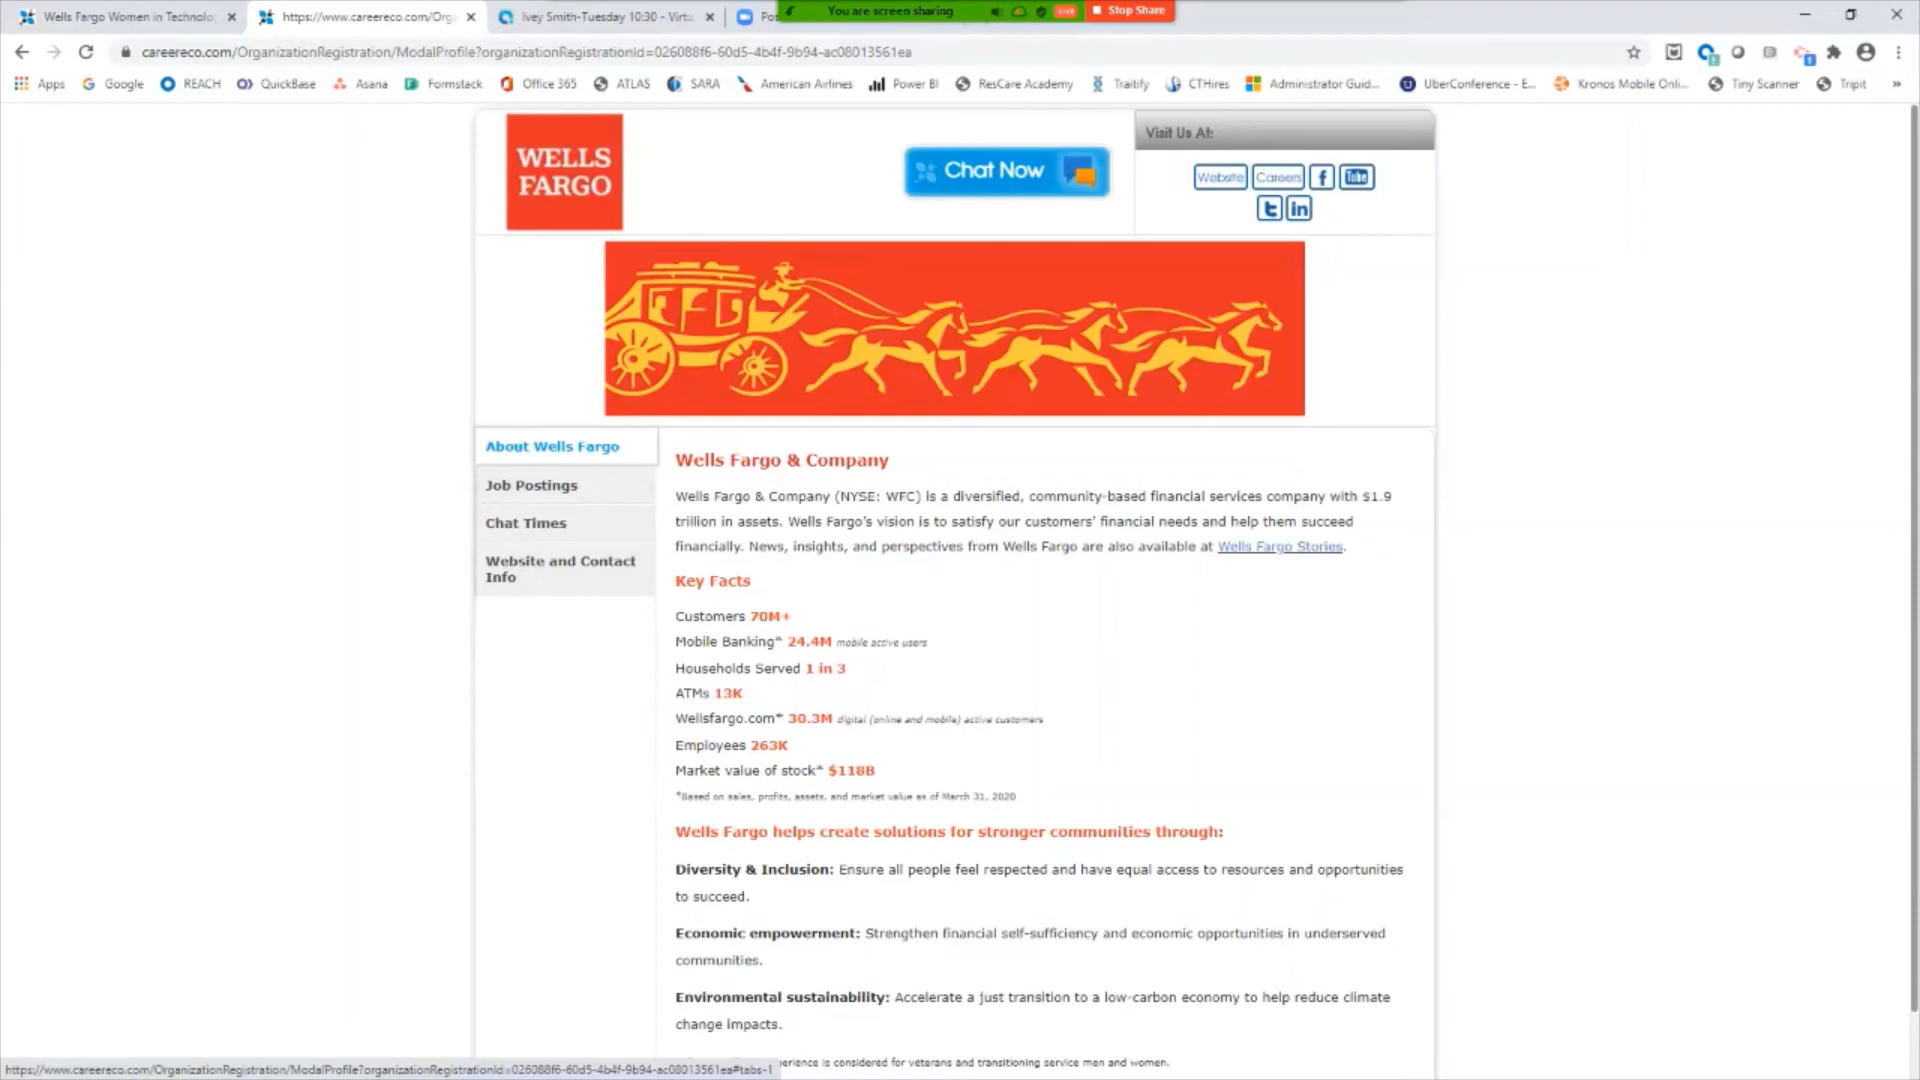 Wells Fargo Women in Technolo
https://www.careereco.com/Org
Ivey Smith-Tuesday 10:30 - Virtu
You are screen sharing
LIVE
Stop Share
careereco.com/OrganizationRegistration/ModalProfile?organizationRegistrationId=026088f6-60d5-4b4f-9b94-ac08013561ea
Apps Google REACH QuickBase Asana Formstack Office 365 ATLAS SARA American Airlines Power BI ResCare Academy Traitify CTHires Administrator Guid... UberConference - E... Kronos Mobile Onli... Tiny Scanner Tripit »
WELLS
FARGO
Chat Now
Visit Us At:
Website Careers f Tube
t in
About Wells Fargo
Job Postings
Chat Times
Website and Contact
Info
Wells Fargo & Company
Wells Fargo & Company (NYSE: WFC) is a diversified, community-based financial services company with $1.9
trillion in assets. Wells Fargo's vision is to satisfy our customers' financial needs and help them succeed
financially. News, insights, and perspectives from Wells Fargo are also available at Wells Fargo Stories.
Key Facts
Customers 70M+
Mobile Banking* 24.4M mobile active users
Households Served 1 in 3
ATMs 13K
Wellsfargo.com* 30.3M digital (online and mobile) active customers
Employees 263K
Market value of stock* $118B
*Based on sales, profits, assets, and market value as of March 31, 2020
Wells Fargo helps create solutions for stronger communities through:
Diversity & Inclusion: Ensure all people feel respected and have equal access to resources and opportunities
to succeed.
Economic empowerment: Strengthen financial self-sufficiency and economic opportunities in underserved
communities.
Environmental sustainability: Accelerate a just transition to a low-carbon economy to help reduce climate
change impacts.
erience is considered for veterans and transitioning service men and women.
https://www.careereco.com/OrganizationRegistration/ModalProfile?organizationRegistrationId=026088f6-60d5-4b4f-9b94-ac08013561ea#tabs-1